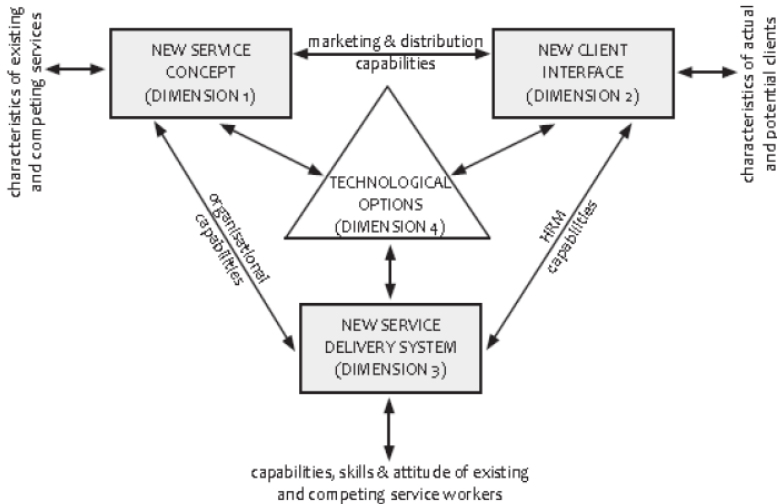 characteristics of existing
and competing services
NEW SERVICE
CONCEPT
(DIMENSION 1)
marketing & distribution
capabilities
NEW CLIENT
INTERFACE
(DIMENSION 2)
characteristics of actual
and potential clients
TECHNOLOGICAL
OPTIONS
(DIMENSION 4)
organisational
capabilities
HRM
capabilities
NEW SERVICE
DELIVERY SYSTEM
(DIMENSION 3)
capabilities, skills & attitude of existing
and competing service workers